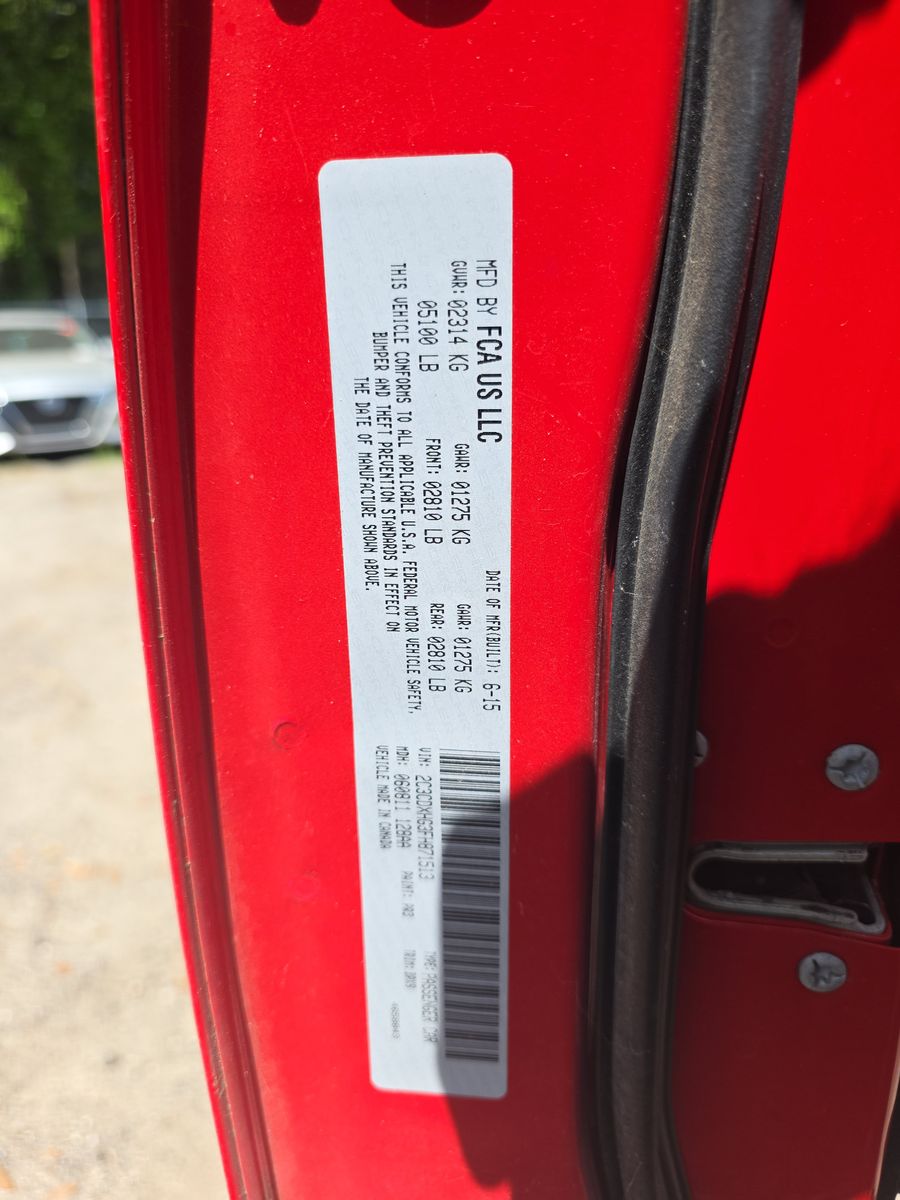 MFD BY FCA US LLC
DATE OF MFR(BUILT): 6-15
GVWR: 02314 KG
GAWR: 01275 KG
GAWR: 01275 KG
05100 LB
FRONT: 02810 LB
REAR: 02810 LB
THIS VEHICLE CONFORMS TO ALL APPLICABLE U.S.A. FEDERAL MOTOR VEHICLE SAFETY,
BUMPER AND THEFT PREVENTION STANDARDS IN EFFECT ON
THE DATE OF MANUFACTURE SHOWN ABOVE.
VIN: 2C3CDXHG3FH871513
TYPE: PASSENGER CAR
MDH: 060811 128AA
PAINT: PR3
TRIM:
VEHICLE MADE IN CANADA